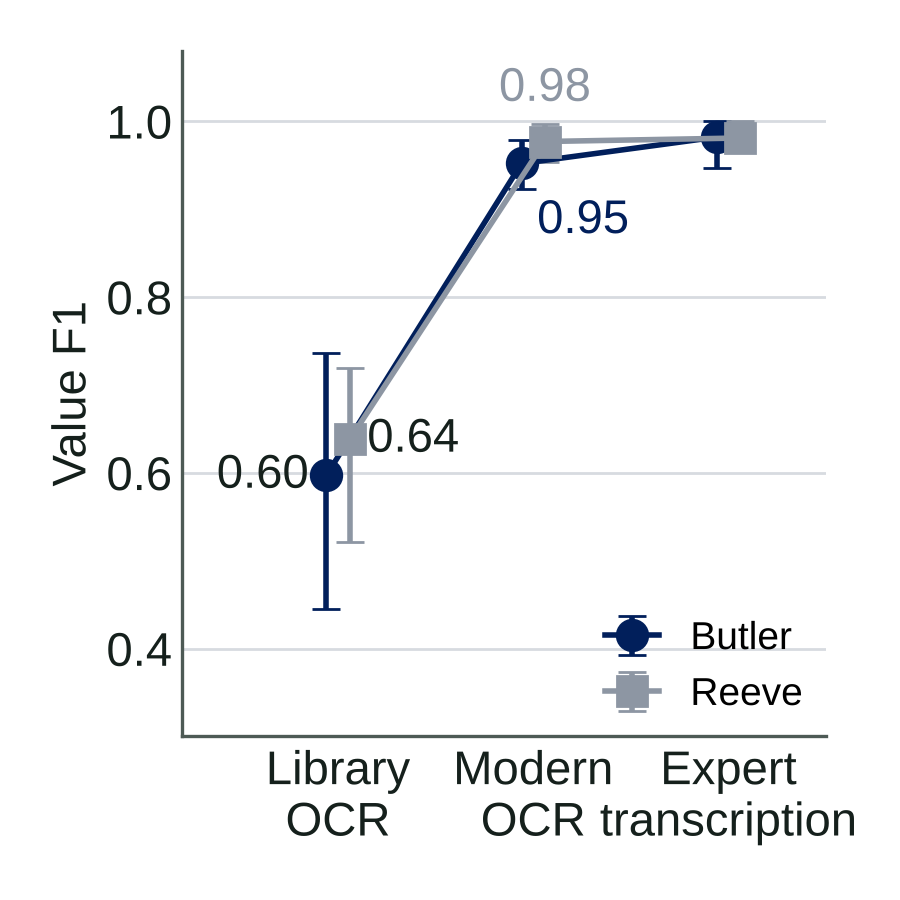 0.98
1.0
0.95
0.8
Value F1
0.64
0.60
0.6
0.4
Butler
Reeve
Library
OCR
Modern
OCR
Expert
transcription